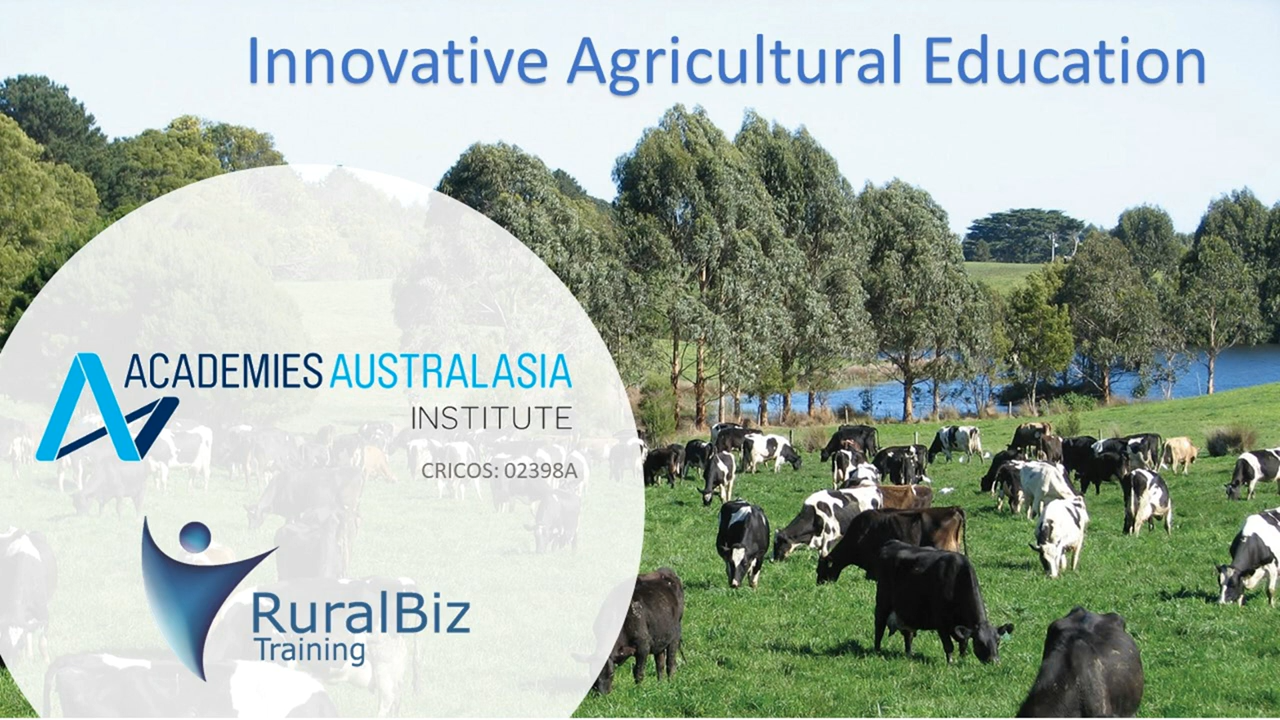 Innovative Agricultural Education
ACADEMIES AUSTRALASIA
INSTITUTE
CRICOS: 02398A
RuralBiz
Training